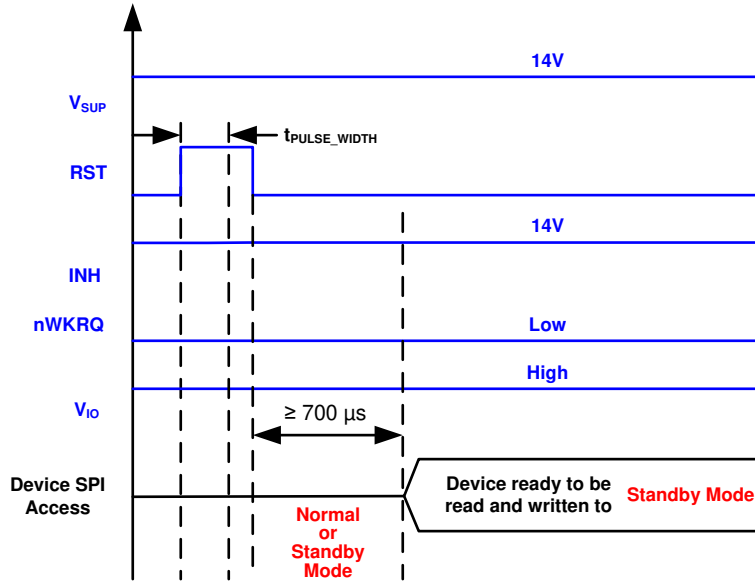 14V
VSUP
tPULSE_WIDTH
RST
14V
INH
nWKRQ
Low
High
VIO
≥ 700 µs
Device SPI
Access
Device ready to be
read and written to
Standby Mode
Normal
or
Standby
Mode